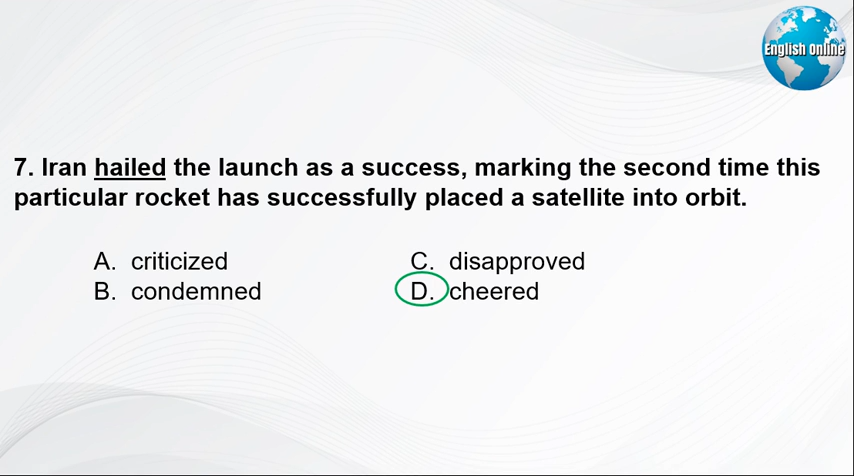 English Online
7. Iran hailed the launch as a success, marking the second time this
particular rocket has successfully placed a satellite into orbit.
A. criticized
B. condemned
C. disapproved
D. cheered